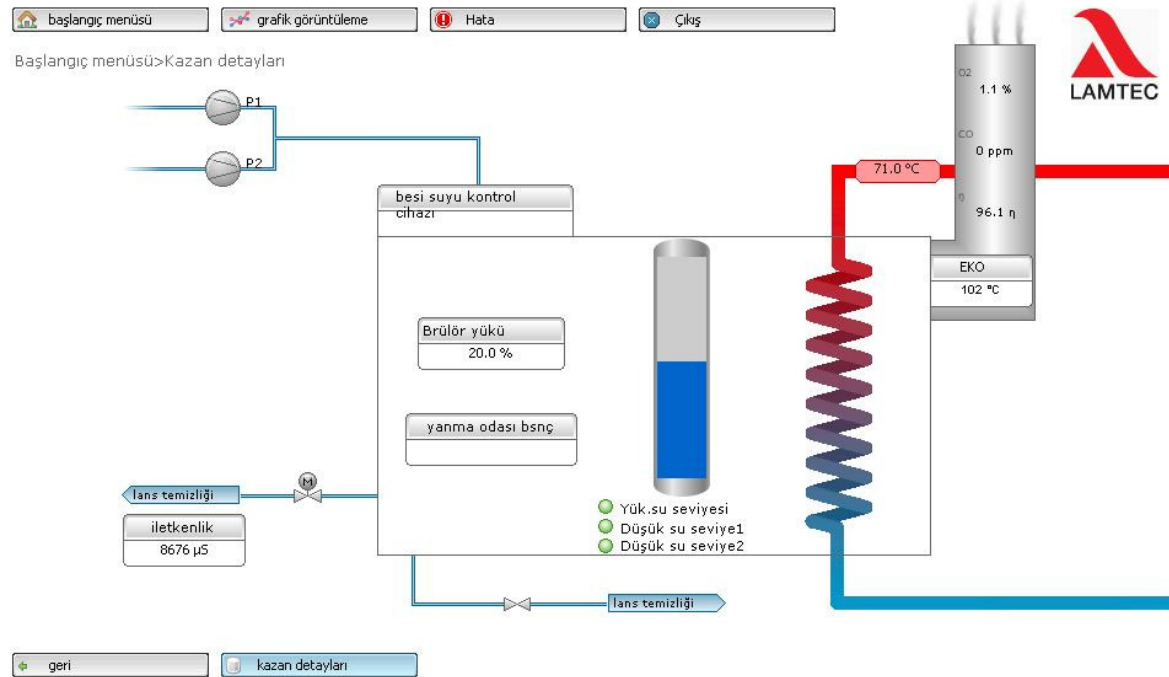 başlangıç menüsü
grafik görüntüleme
Hata
Çıkış
LAMTEC
Başlangıç menüsü>Kazan detayları
P1
P2
O2
1.1 %
CO
0 ppm
71.0 °C
η
96.1 η
besi suyu kontrol
cihazı
EKO
102 °C
Brülör yükü
20.0 %
yanma odası bsnç
M
lans temizliği
iletkenlik
8676 µS
Yük.su seviyesi
Düşük su seviye1
Düşük su seviye2
lans temizliği
geri
kazan detayları